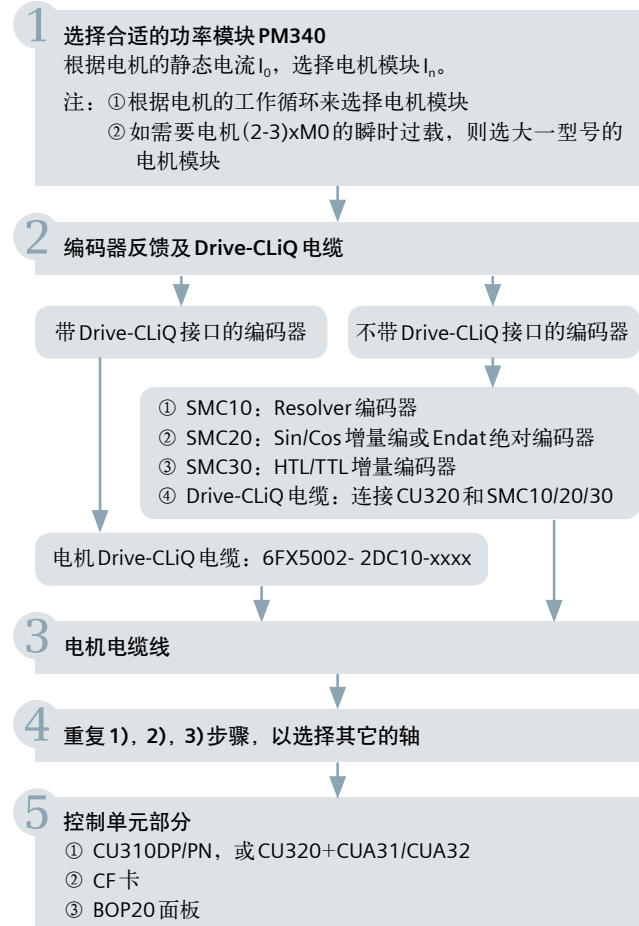 1
选择合适的功率模块PM340
根据电机的静态电流I₀，选择电机模块Iₙ。
注：①根据电机的工作循环来选择电机模块
②如需要电机(2-3)xM0的瞬时过载，则选大一型号的
电机模块
2
编码器反馈及Drive-CLiQ电缆
带Drive-CLiQ接口的编码器
不带Drive-CLiQ接口的编码器
① SMC10：Resolver编码器
② SMC20：Sin/Cos增量编或Endat绝对编码器
③ SMC30：HTL/TTL增量编码器
④ Drive-CLiQ电缆：连接CU320和SMC10/20/30
电机Drive-CLiQ电缆：6FX5002- 2DC10-xxxx
3
电机电缆线
4
重复1)，2)，3)步骤，以选择其它的轴
5
控制单元部分
① CU310DP/PN，或CU320+CUA31/CUA32
② CF卡
③ BOP20面板